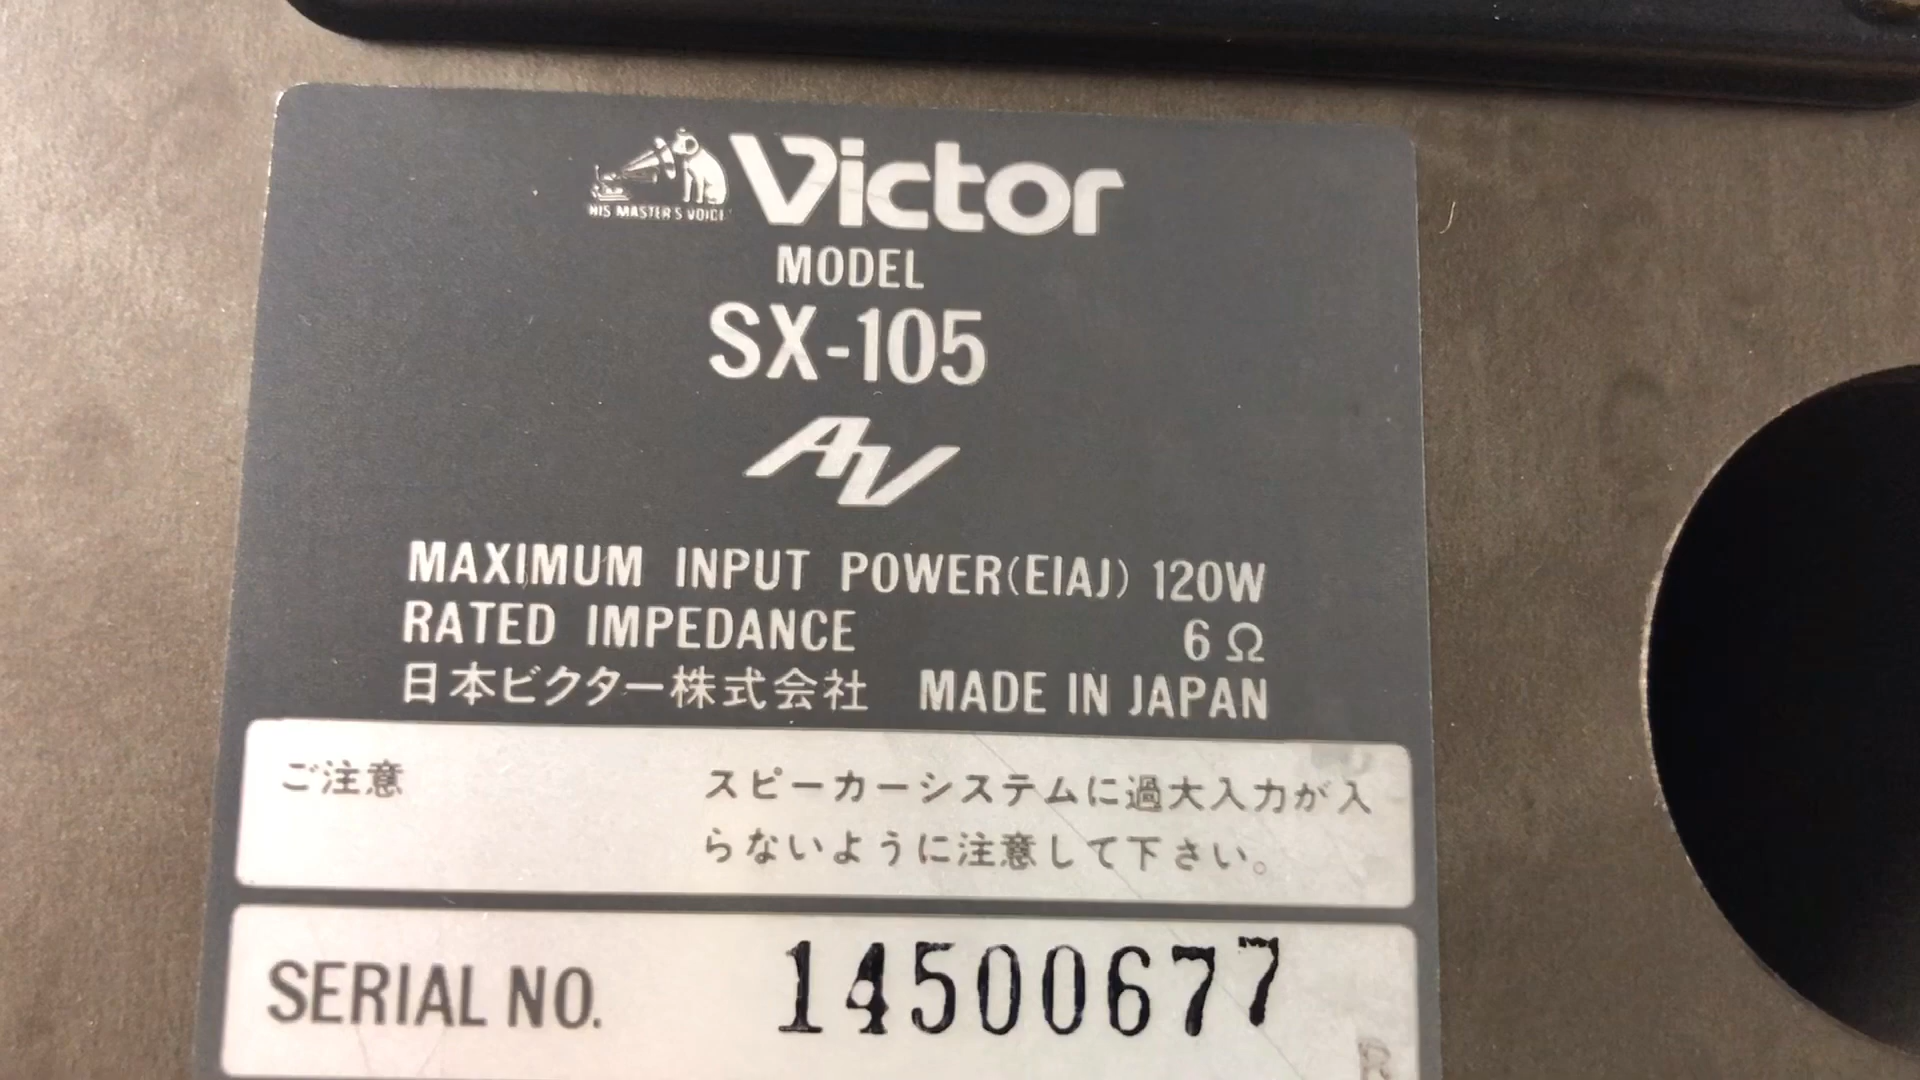 HIS MASTER'S VOICE
Victor
MODEL
SX-105
AV
MAXIMUM INPUT POWER(EIAJ) 120W
RATED IMPEDANCE 6 Ω
日本ビクター株式会社 MADE IN JAPAN
ご注意 スピーカーシステムに過大入力が入
らないように注意して下さい。
SERIAL NO. 14500677
R